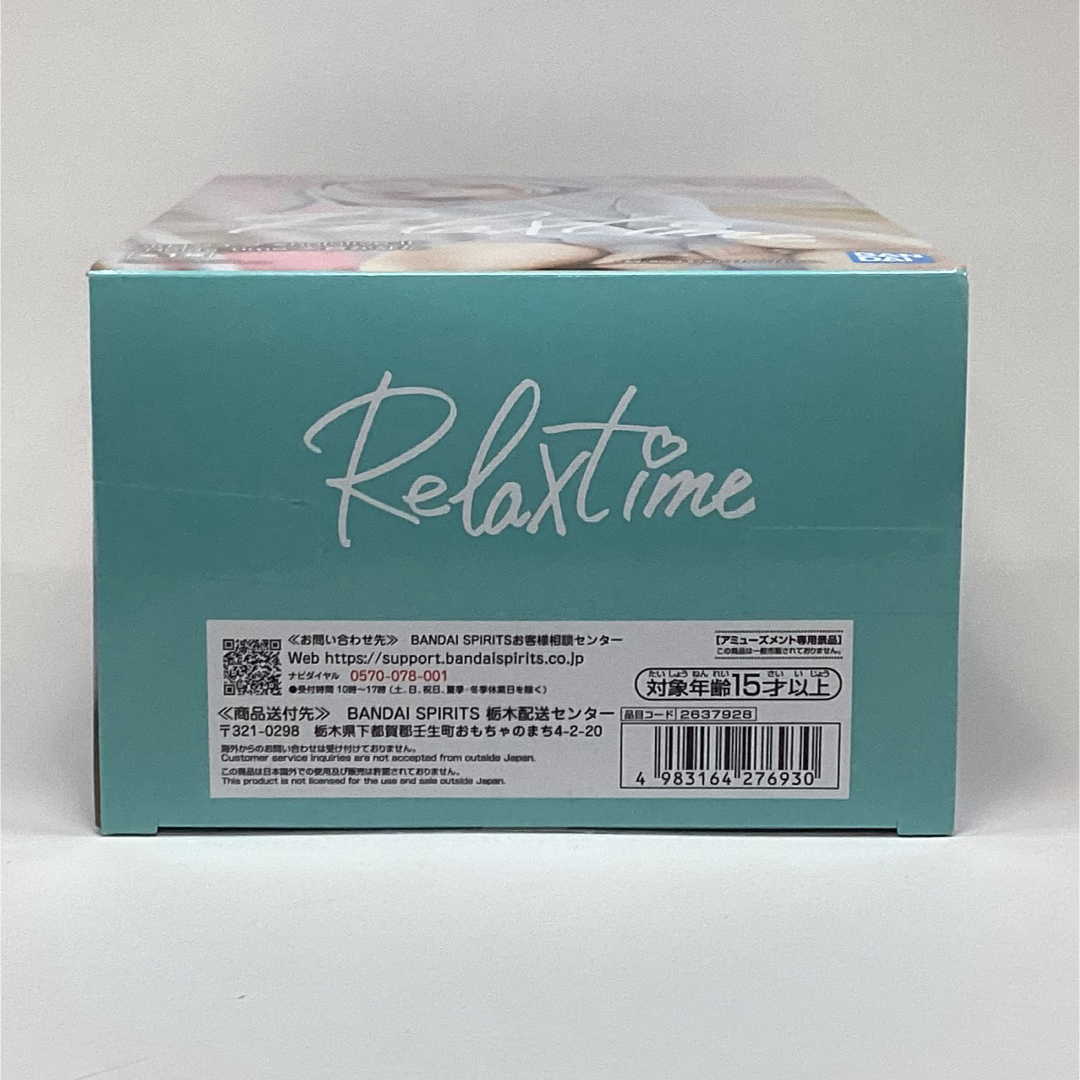 Relax time
BAN
DAI
Relaxtime
≪お問い合わせ先≫ BANDAI SPIRITSお客様相談センター
Web https://support.bandaispirits.co.jp
ナビダイヤル 0570-078-001
●受付時間 10時～17時 (土、日、祝日、夏季・冬季休業日を除く)
≪商品送付先≫ BANDAI SPIRITS 栃木配送センター
〒321-0298 栃木県下都賀郡壬生町おもちゃのまち4-2-20
海外からのお問い合わせは受け付けておりません。
Customer service inquiries are not accepted from outside Japan.
この商品は日本国外での使用及び販売は許諾されておりません。
This product is not licensed for the use and sale outside Japan.
[アミューズメント専用景品]
この商品は一般市販されておりません。
たいしょうねんれい さいいじょう
対象年齢15才以上
品目コード 2637928
4 983164 276930